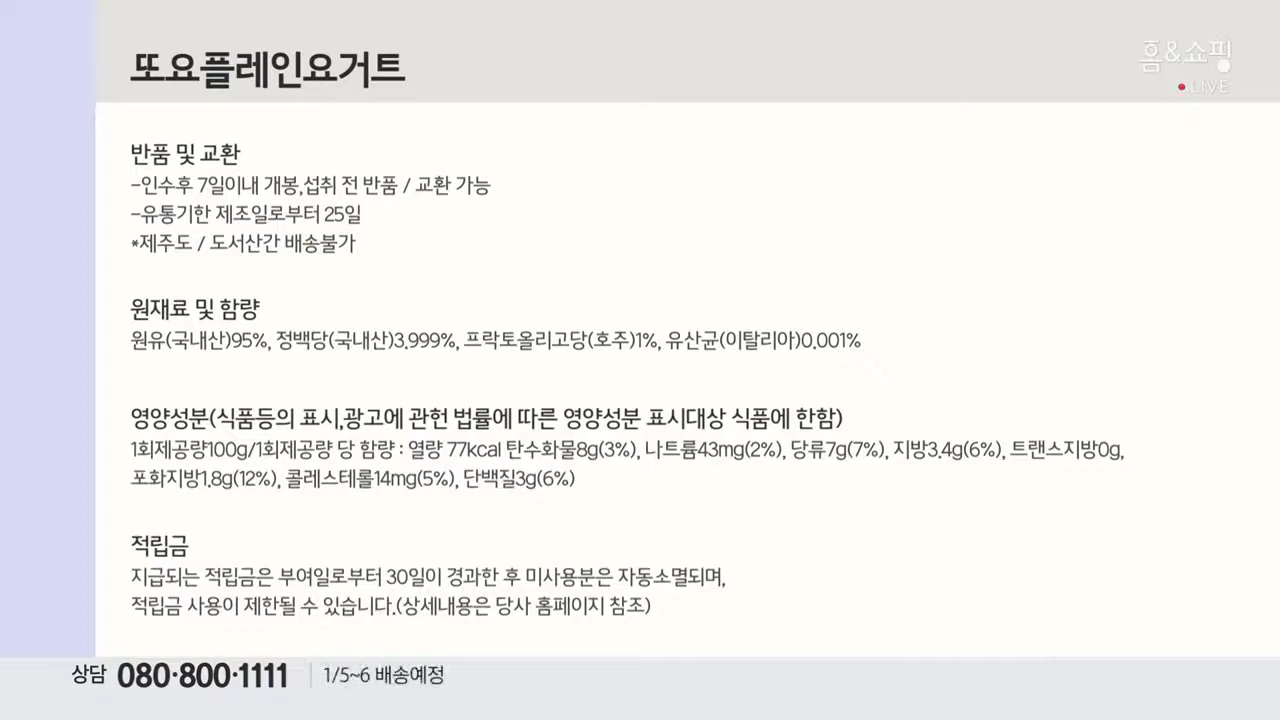 또요플레인요거트
홈&쇼핑
LIVE
반품 및 교환
-인수후 7일이내 개봉,섭취 전 반품 / 교환 가능
-유통기한 제조일로부터 25일
*제주도 / 도서산간 배송불가
원재료 및 함량
원유(국내산)95%, 정백당(국내산)3.999%, 프락토올리고당(호주)1%, 유산균(이탈리아)0.001%
영양성분(식품등의 표시,광고에 관헌 법률에 따른 영양성분 표시대상 식품에 한함)
1회제공량100g/1회제공량 당 함량 : 열량 77kcal 탄수화물8g(3%), 나트륨43mg(2%), 당류7g(7%), 지방3.4g(6%), 트랜스지방0g,
포화지방1.8g(12%), 콜레스테롤14mg(5%), 단백질3g(6%)
적립금
지급되는 적립금은 부여일로부터 30일이 경과한 후 미사용분은 자동소멸되며,
적립금 사용이 제한될 수 있습니다.(상세내용은 당사 홈페이지 참조)
상담 080·800·1111 1/5~6 배송예정